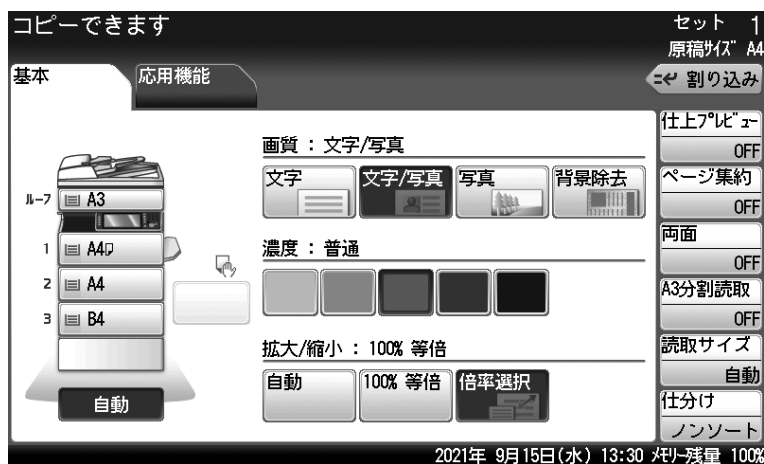 コピーできます
セット 1
原稿ｻｲｽﾞ A4
基本
応用機能
割り込み
画質：文字/写真
文字
文字/写真
写真
背景除去
濃度：普通
拡大/縮小：100% 等倍
自動
100% 等倍
倍率選択
ﾙｰﾌ A3
1 A4
2 A4
3 B4
自動
仕上ﾌﾟﾚﾋﾞｭｰ
OFF
ページ集約
OFF
両面
OFF
A3分割読取
OFF
読取サイズ
自動
仕分け
ノンソート
2021年 9月15日(水) 13:30 ﾒﾓﾘｰ残量 100%